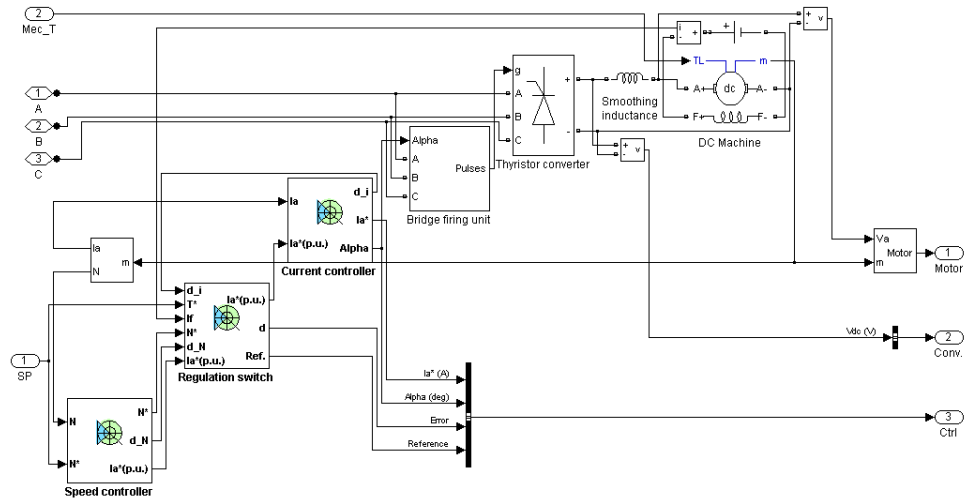 2
Mec_T
1
A
2
B
3
C
i
-
+
+
+
-
v
TL
m
A+
dc
A-
F+
F-
DC Machine
Smoothing
inductance
g
A
B
C
+
-
Thyristor converter
+
-
v
Alpha
A
B
C
Pulses
Bridge firing unit
Ia
Ia*(p.u.)
d_i
Ia*
Alpha
Current controller
Ia
N
m
d_i
T*
If
N*
d_N
Ia*(p.u.)
Ia*(p.u.)
d
Ref.
Regulation switch
1
SP
N
N*
N*
d_N
Ia*(p.u.)
Speed controller
Va
m
Motor
1
Motor
Vdc (V)
2
Conv.
Ia* (A)
Alpha (deg)
Error
Reference
3
Ctrl